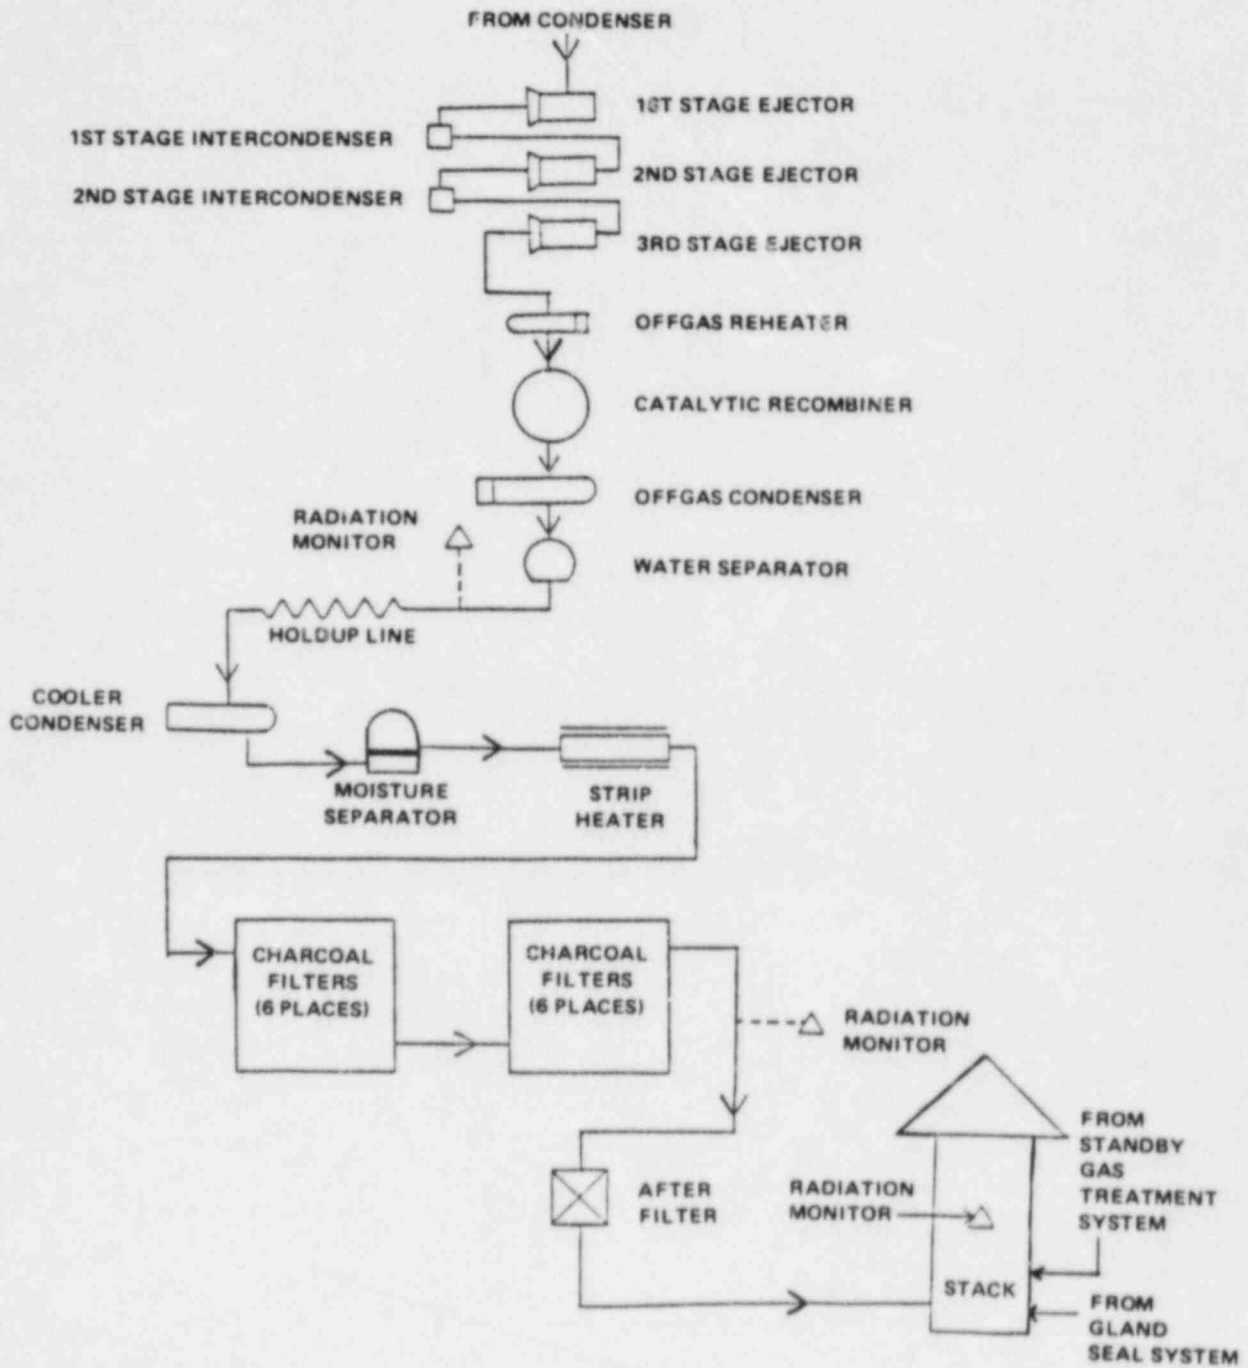 FROM CONDENSER
1ST STAGE EJECTOR
1ST STAGE INTERCONDENSER
2ND STAGE EJECTOR
2ND STAGE INTERCONDENSER
3RD STAGE EJECTOR
OFFGAS REHEATER
CATALYTIC RECOMBINER
OFFGAS CONDENSER
RADIATION
MONITOR
WATER SEPARATOR
HOLDUP LINE
COOLER
CONDENSER
MOISTURE
SEPARATOR
STRIP
HEATER
CHARCOAL
FILTERS
(6 PLACES)
CHARCOAL
FILTERS
(6 PLACES)
RADIATION
MONITOR
FROM
STANDBY
GAS
TREATMENT
SYSTEM
AFTER
FILTER
RADIATION
MONITOR
STACK
FROM
GLAND
SEAL SYSTEM